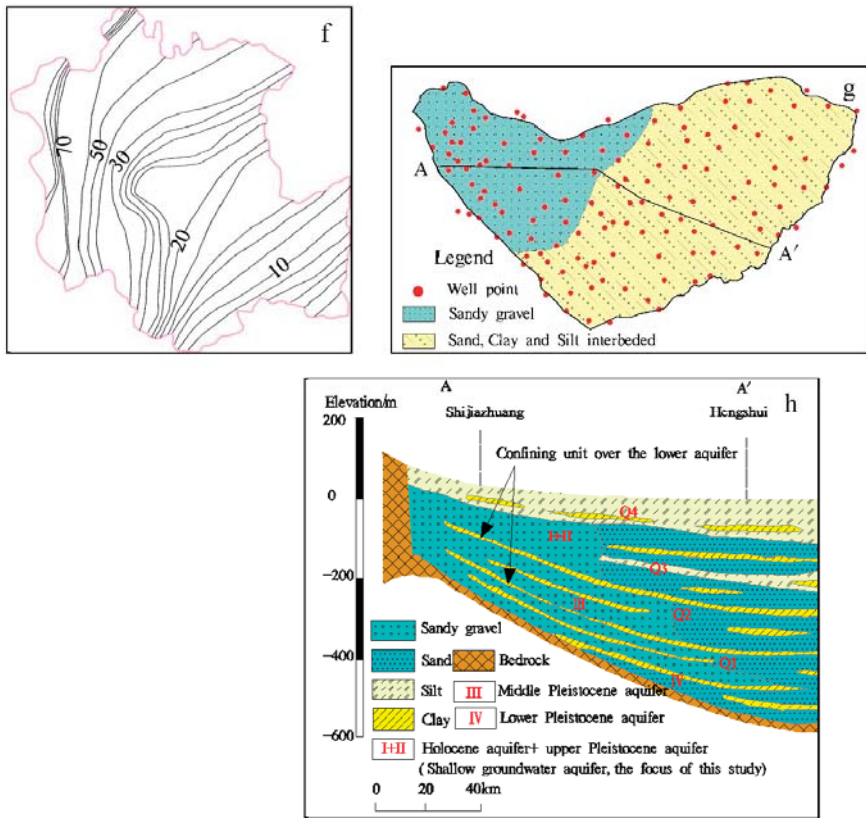 f
70
50
30
20
10
g
A
A'
Legend
Well point
Sandy gravel
Sand, Clay and Silt interbeded
A
A'
h
Elevation/m
Shijiazhuang
Hengshui
200
Confining unit over the lower aquifer
0
Q4
I+II
Q3
-200
III
Q2
Sandy gravel
-400
Q1
Sand
Bedrock
IV
Silt
III
Middle Pleistocene aquifer
Clay
IV
Lower Pleistocene aquifer
-600
I+II
Holocene aquifer+ upper Pleistocene aquifer
(Shallow groundwater aquifer, the focus of this study)
0 20 40km